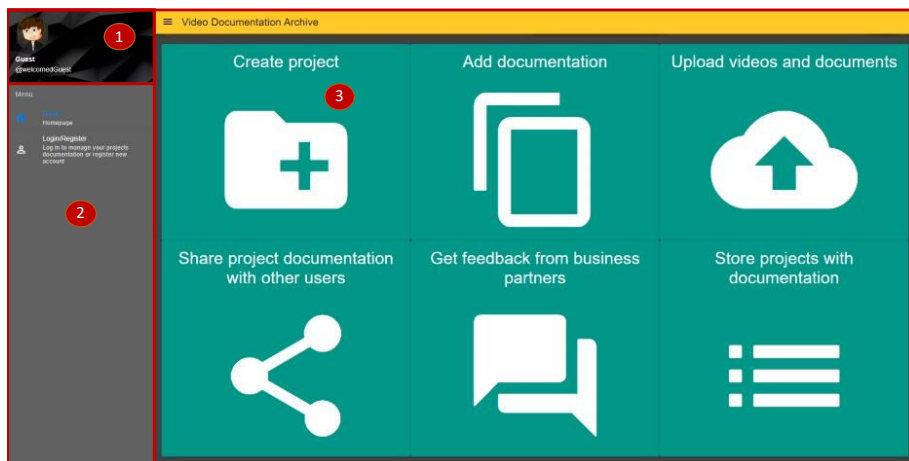 1
Guest
@welcomedGuest
Menu
Homepage
Login/Register
Log in to manage your projects
documentation or register new
account
2
Video Documentation Archive
Create project
3
Add documentation
Upload videos and documents
Share project documentation
with other users
Get feedback from business
partners
Store projects with
documentation